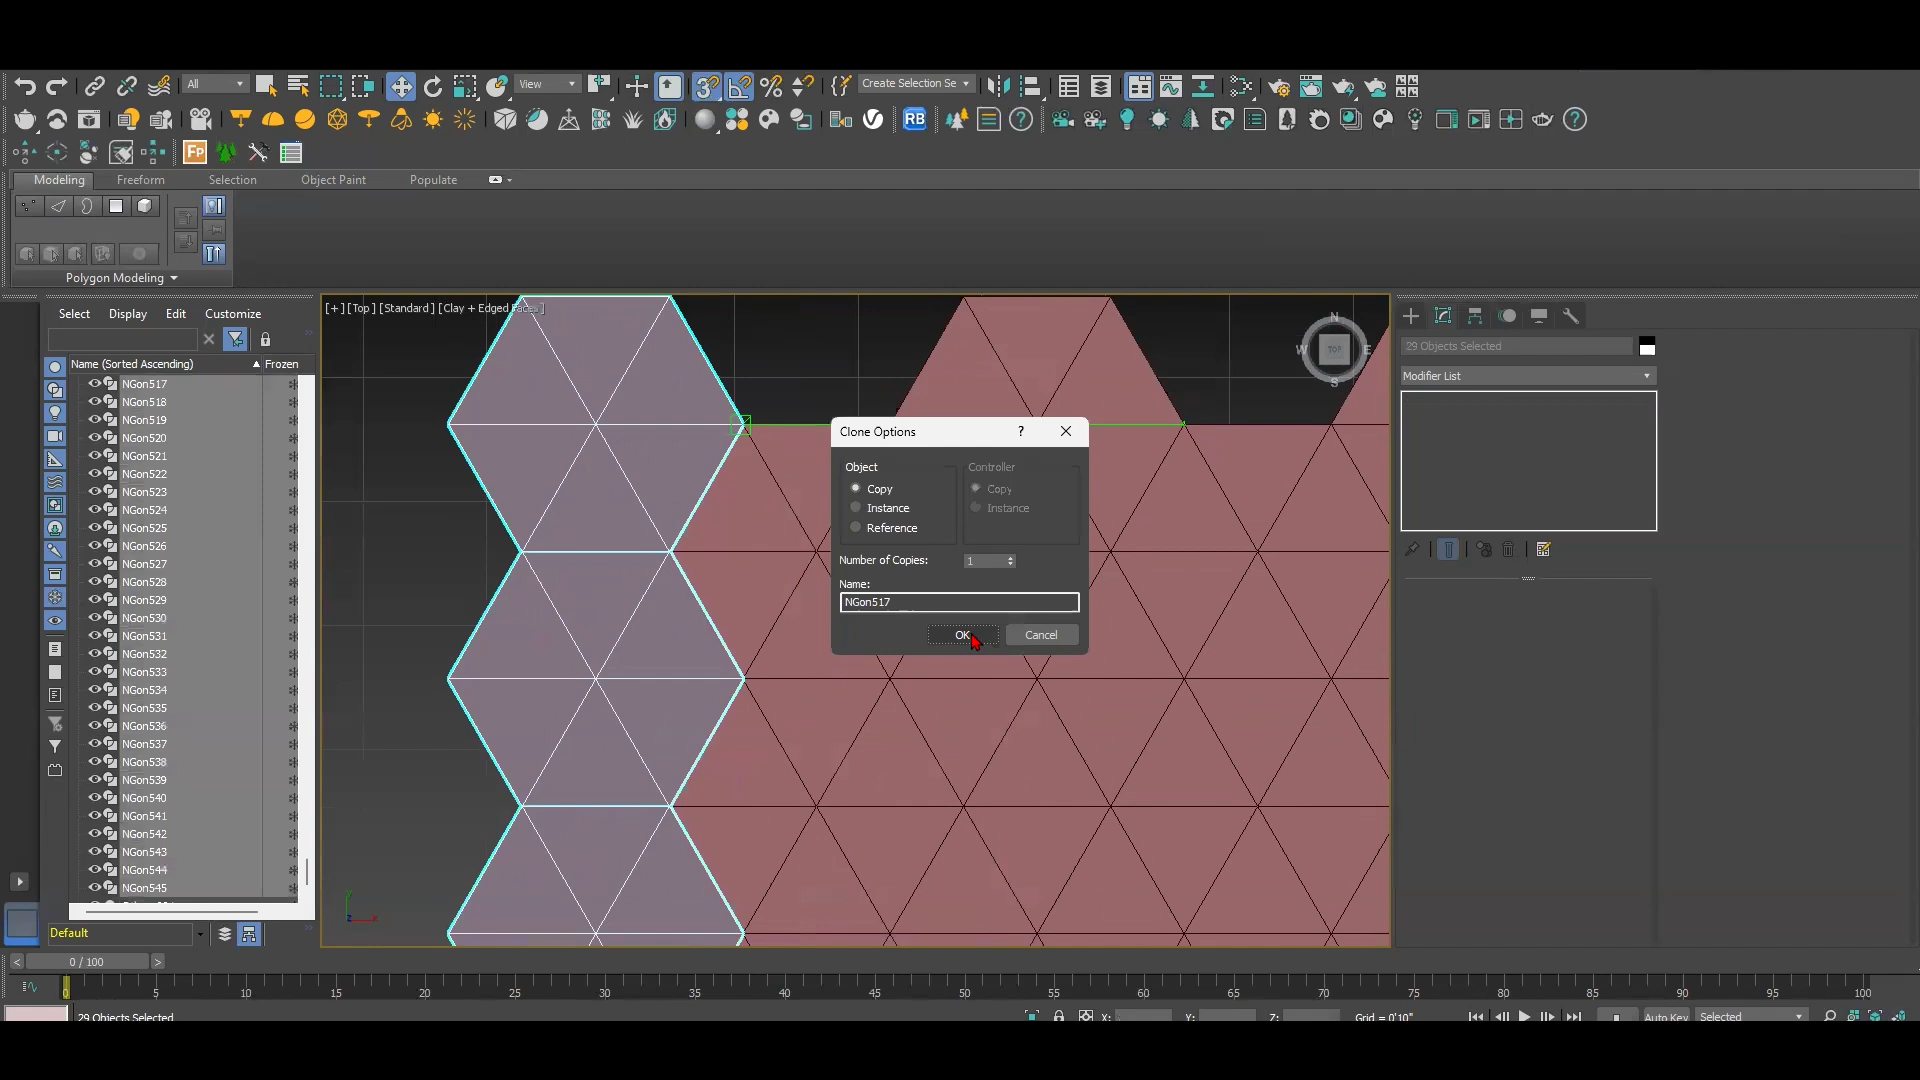 All
View
Create Selection Se
RB
Fp
Modeling
Freeform
Selection
Object Paint
Populate
Polygon Modeling
Select
Display
Edit
Customize
Name (Sorted Ascending)
Frozen
NGon517
NGon518
NGon519
NGon520
NGon521
NGon522
NGon523
NGon524
NGon525
NGon526
NGon527
NGon528
NGon529
NGon530
NGon531
NGon532
NGon533
NGon534
NGon535
NGon536
NGon537
NGon538
NGon539
NGon540
NGon541
NGon542
NGon543
NGon544
NGon545
Default
[+] [Top ] [Standard ] [Clay + Edged Faces ]
N
W TOP E
S
Clone Options ?
Object
Copy
Instance
Reference
Controller
Copy
Instance
Number of Copies: 1
Name:
NGon517
OK
Cancel
29 Objects Selected
Modifier List
< 0 / 100 >
0 5 10 15 20 25 30 35 40 45 50 55 60 65 70 75 80 85 90 95 100
29 Objects Selected
X:
Y:
Z:
Grid = 0'10"
Auto Key
Selected